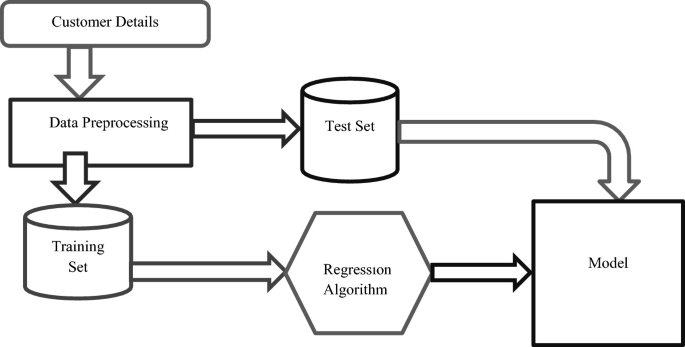 Customer Details
Data Preprocessing
Test Set
Training
Set
Regression
Algorithm
Model